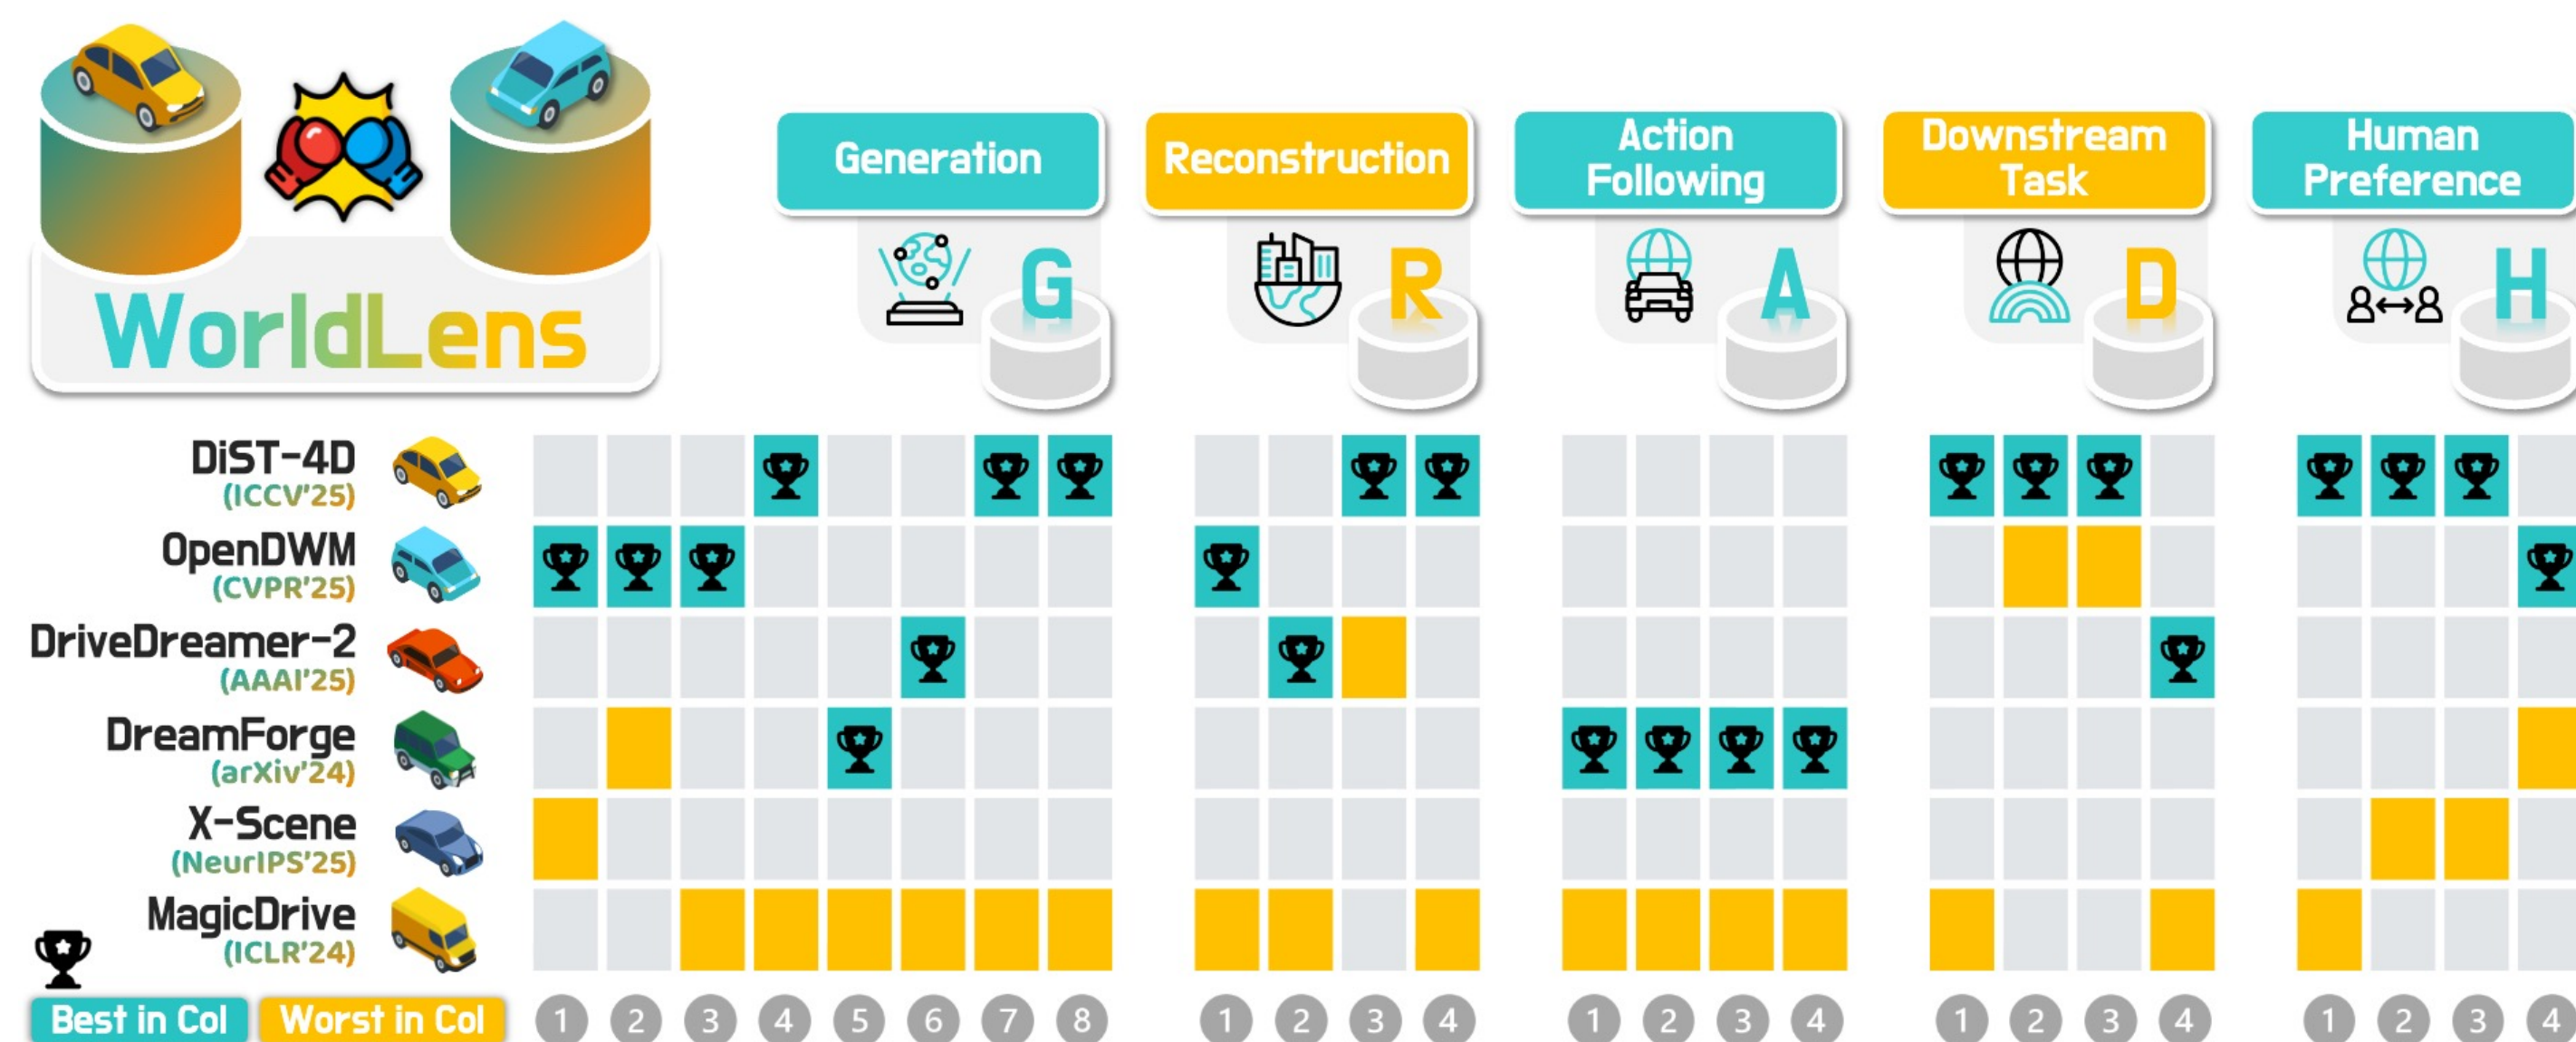 WorldLens
Generation
Reconstruction
Action
Following
Downstream
Task
Human
Preference
G
R
A
D
H
DiST-4D
(ICCV'25)
OpenDWM
(CVPR'25)
DriveDreamer-2
(AAAI'25)
DreamForge
(arXiv'24)
X-Scene
(NeurIPS'25)
MagicDrive
(ICLR'24)
Best in Col Worst in Col
1 2 3 4 5 6 7 8 1 2 3 4 1 2 3 4 1 2 3 4 1 2 3 4